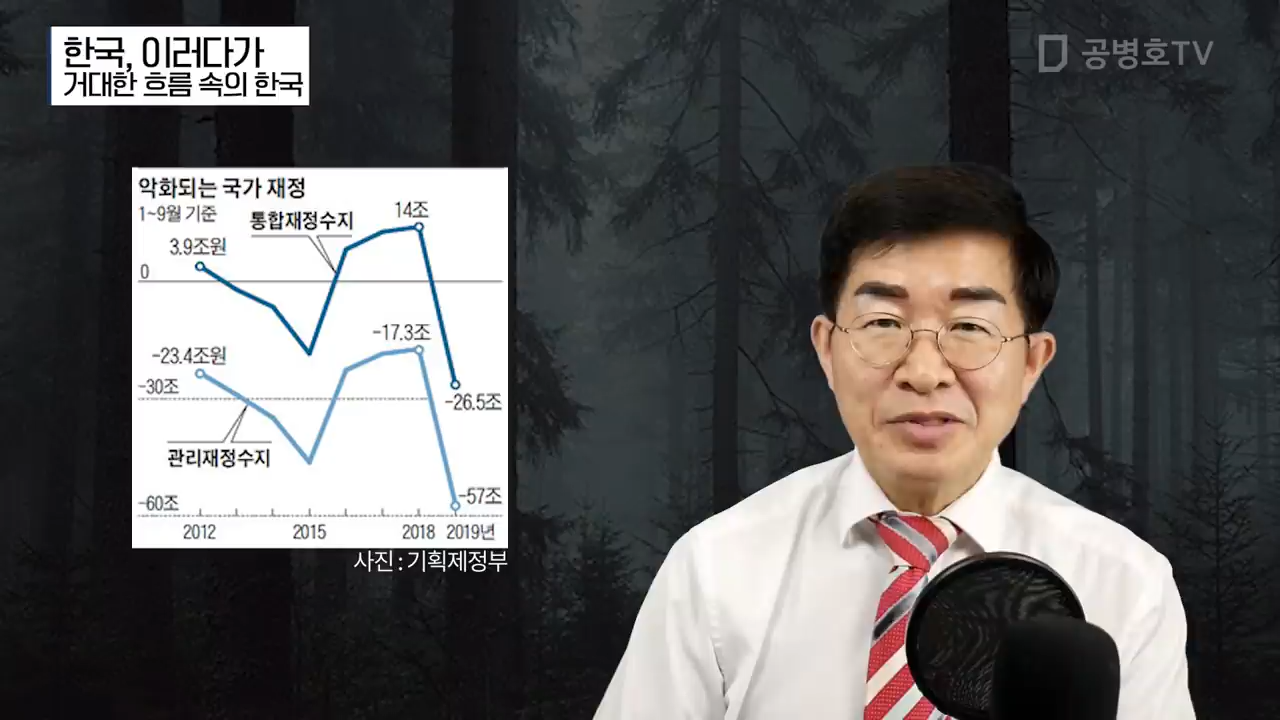 한국, 이러다가
거대한 흐름 속의 한국
공병호TV
악화되는 국가 재정
1~9월 기준
통합재정수지
14조
3.9조원
0
-17.3조
-23.4조원
-30조
-26.5조
관리재정수지
-57조
-60조
2012
2015
2018
2019년
사진 : 기획제정부